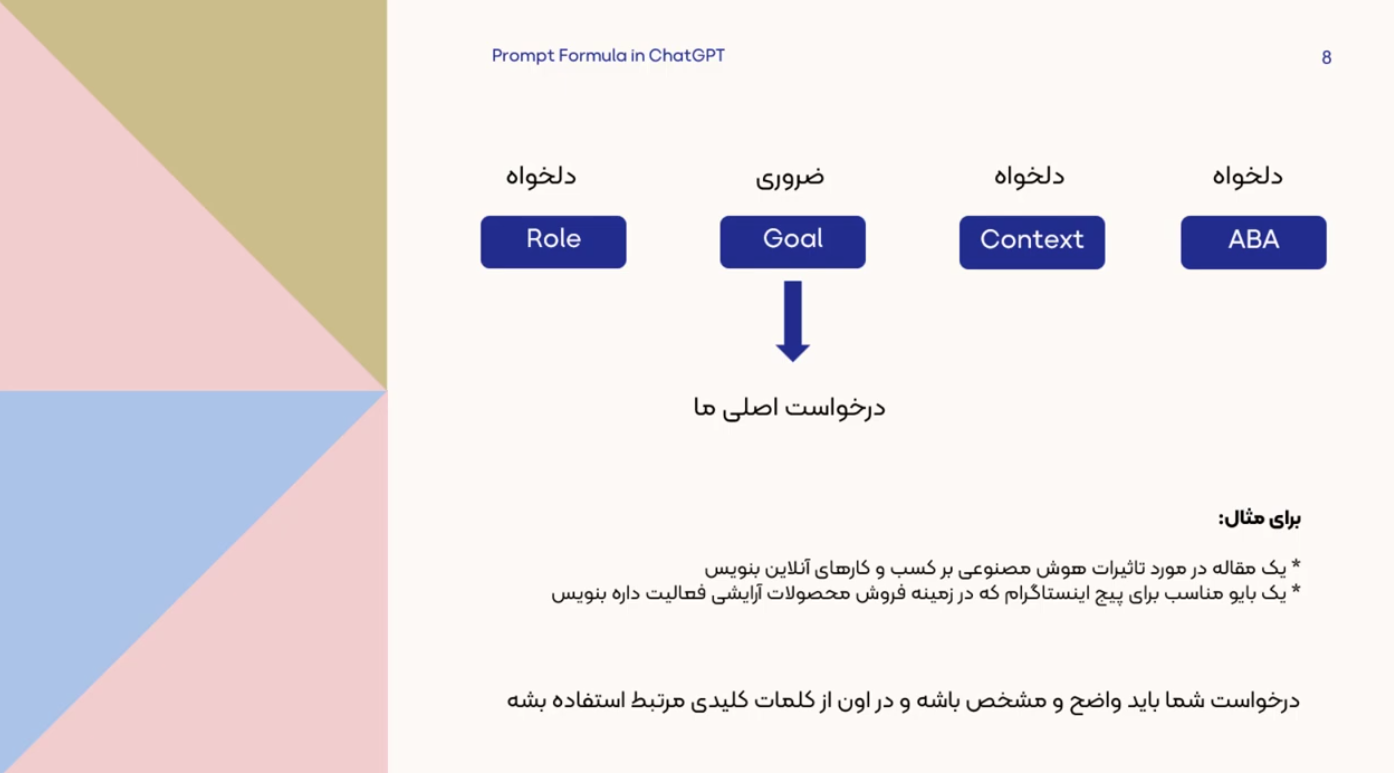 Prompt Formula in ChatGPT
8
دلخواه
ضروری
دلخواه
دلخواه
Role
Goal
Context
ABA
درخواست اصلی ما
برای مثال:
* یک مقاله در مورد تاثیرات هوش مصنوعی بر کسب و کارهای آنلاین بنویس
* یک بایو مناسب برای پیج اینستاگرام که در زمینه فروش محصولات آرایشی فعالیت داره بنویس
درخواست شما باید واضح و مشخص باشه و در اون از کلمات کلیدی مرتبط استفاده بشه